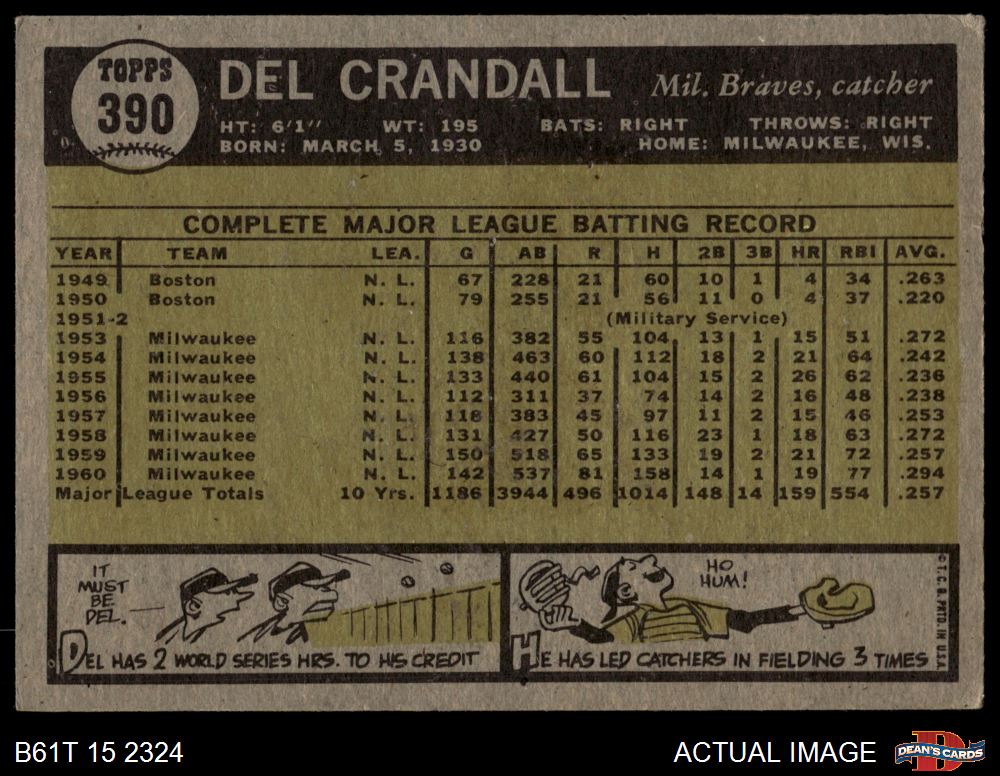 TOPPS
390
DEL CRANDALL Mil. Braves, catcher
HT: 6'1" WT: 195 BATS: RIGHT THROWS: RIGHT
BORN: MARCH 5, 1930 HOME: MILWAUKEE, WIS.
COMPLETE MAJOR LEAGUE BATTING RECORD
YEAR TEAM LEA. G AB R H 2B 3B HR RBI AVG.
1949 Boston N. L. 67 228 21 60 10 1 4 34 .263
1950 Boston N. L. 79 255 21 56 11 0 4 37 .220
1951-2 (Military Service)
1953 Milwaukee N. L. 116 382 55 104 13 1 15 51 .272
1954 Milwaukee N. L. 138 463 60 112 18 2 21 64 .242
1955 Milwaukee N. L. 133 440 61 104 15 2 26 62 .236
1956 Milwaukee N. L. 112 311 37 74 14 2 16 48 .238
1957 Milwaukee N. L. 118 383 45 97 11 2 15 46 .253
1958 Milwaukee N. L. 131 427 50 116 23 1 18 63 .272
1959 Milwaukee N. L. 150 518 65 133 19 2 21 72 .257
1960 Milwaukee N. L. 142 537 81 158 14 1 19 77 .294
Major League Totals 10 Yrs. 1186 3944 496 1014 148 14 159 554 .257
IT
MUST
BE
DEL.
DEL HAS 2 WORLD SERIES HRS. TO HIS CREDIT
HO
HUM!
HE HAS LED CATCHERS IN FIELDING 3 TIMES
© T. C. G. PRTD. IN U.S.A.
B61T 15 2324 ACTUAL IMAGE DEAN'S CARDS